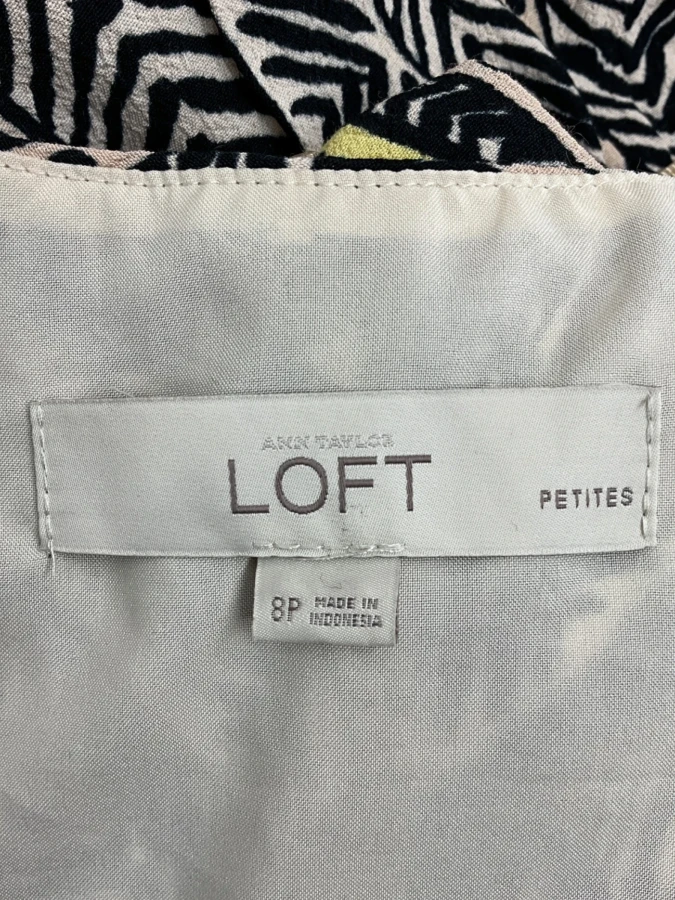 ANN TAYLOR
LOFT
PETITES
8P MADE IN
INDONESIA